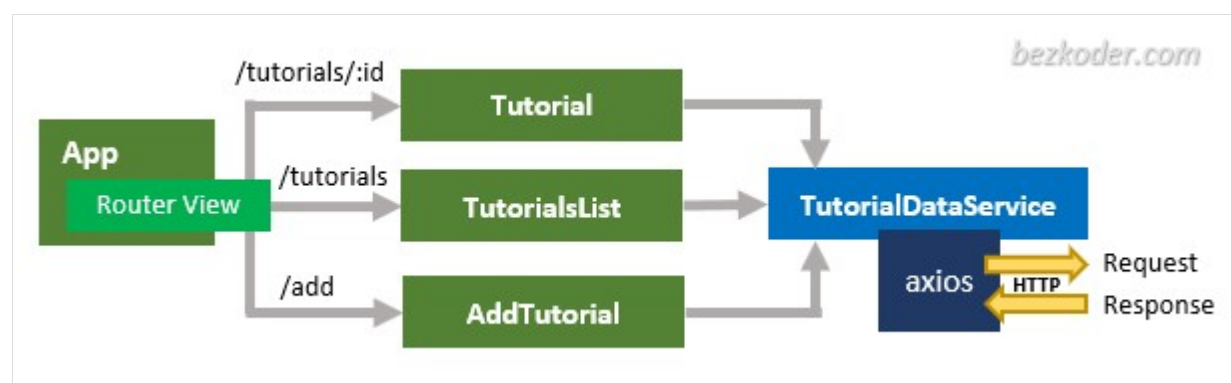 bezkoder.com
/tutorials/:id
Tutorial
App
Router View
/tutorials
TutorialsList
TutorialDataService
/add
AddTutorial
axios
HTTP
Request
Response